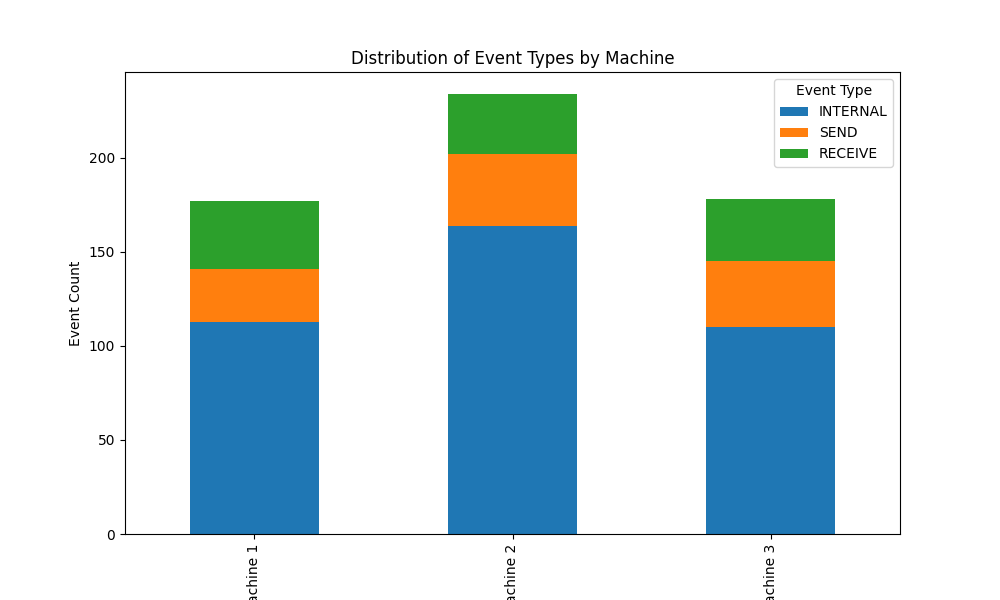 Distribution of Event Types by Machine
Event Type
INTERNAL
SEND
RECEIVE
Event Count
200
150
100
50
0
achine 1
achine 2
achine 3